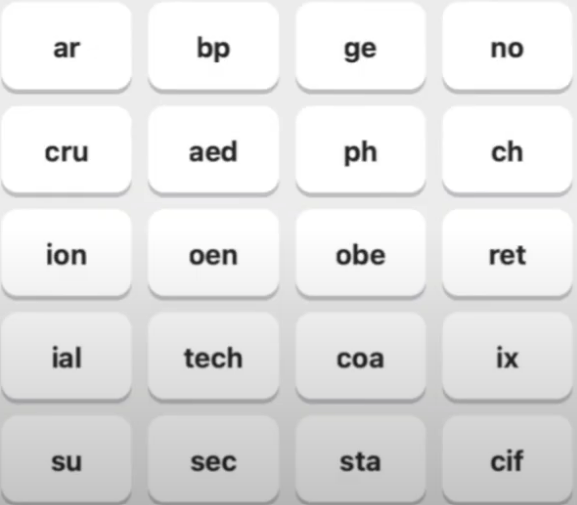 ar bp ge no
cru aed ph ch
ion oen obe ret
ial tech coa ix
su sec sta cif